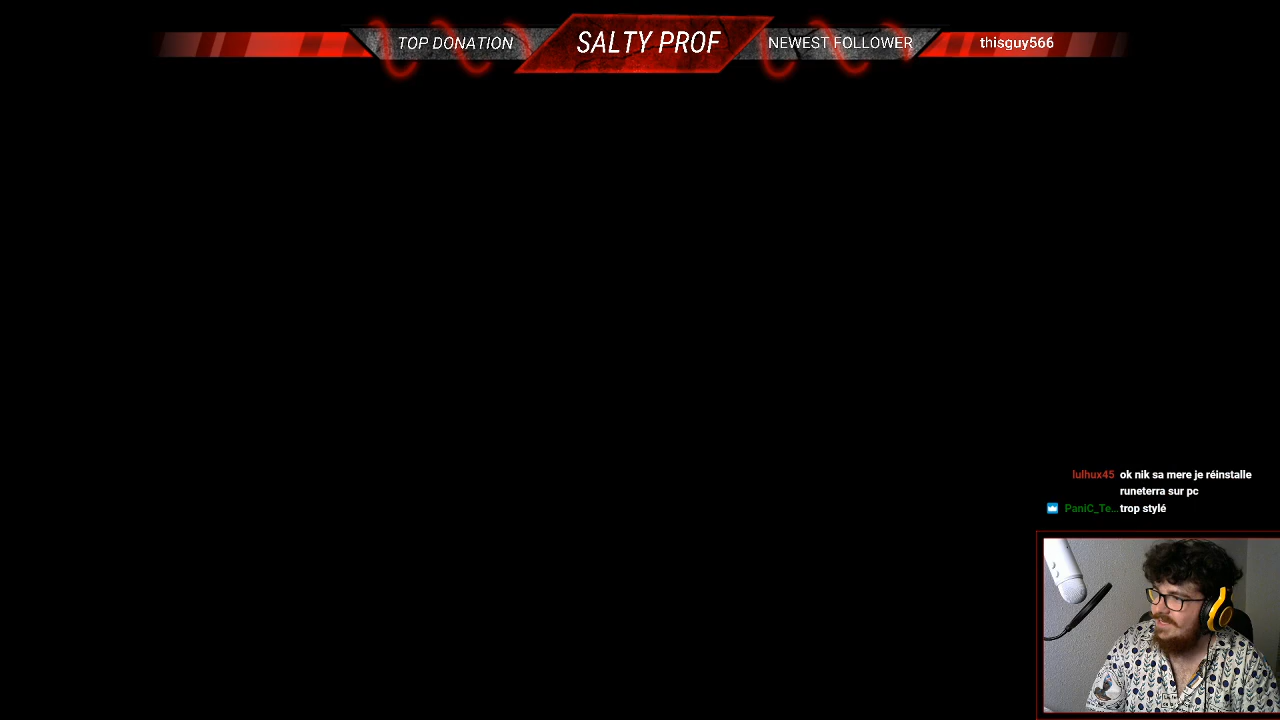 TOP DONATION
SALTY PROF
NEWEST FOLLOWER
thisguy566
lulhux45 ok nik sa mere je réinstalle
runeterra sur pc
PaniC_Te... trop stylé